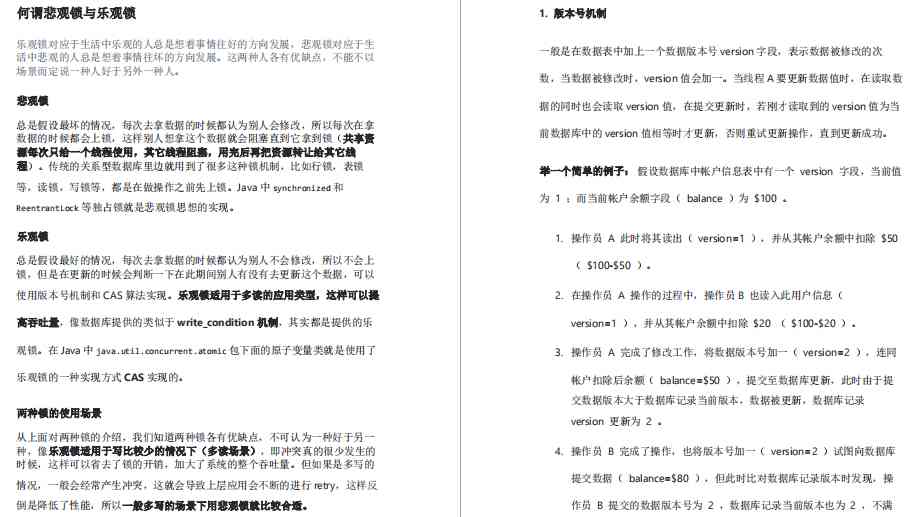 何谓悲观锁与乐观锁
乐观锁对应于生活中乐观的人总是想着事情往好的方向发展，悲观锁对应于生
活中悲观的人总是想着事情往坏的方向发展。这两种人各有优缺点，不能不以
场景而定说一种人好于另外一种人。
悲观锁
总是假设最坏的情况，每次去拿数据的时候都认为别人会修改，所以每次在拿
数据的时候都会上锁，这样别人想拿这个数据就会阻塞直到它拿到锁（共享资
源每次只给一个线程使用，其它线程阻塞，用完后再把资源转让给其它线
程）。传统的关系型数据库里边就用到了很多这种锁机制，比如行锁，表锁
等，读锁，写锁等，都是在做操作之前先上锁。Java 中 synchronized 和
ReentrantLock 等独占锁就是悲观锁思想的实现。
乐观锁
总是假设最好的情况，每次去拿数据的时候都认为别人不会修改，所以不会上
锁，但是在更新的时候会判断一下在此期间别人有没有去更新这个数据，可以
使用版本号机制和 CAS 算法实现。乐观锁适用于多读的应用类型，这样可以提
高吞吐量，像数据库提供的类似于 write_condition 机制，其实都是提供的乐
观锁。在 Java 中 java.util.concurrent.atomic 包下面的原子变量类就是使用了
乐观锁的一种实现方式 CAS 实现的。
两种锁的使用场景
从上面对两种锁的介绍，我们知道两种锁各有优缺点，不可认为一种好于另一
种，像乐观锁适用于写比较少的情况下（多读场景），即冲突真的很少发生的
时候，这样可以省去了锁的开销，加大了系统的整个吞吐量。但如果是多写的
情况，一般会经常产生冲突，这就会导致上层应用会不断的进行 retry，这样反
倒是降低了性能，所以一般多写的场景下用悲观锁就比较合适。
1. 版本号机制
一般是在数据表中加上一个数据版本号 version 字段，表示数据被修改的次
数，当数据被修改时，version 值会加一。当线程 A 要更新数据值时，在读取数
据的同时也会读取 version 值，在提交更新时，若刚才读取到的 version 值为当
前数据库中的 version 值相等时才更新，否则重试更新操作，直到更新成功。
举一个简单的例子： 假设数据库中帐户信息表中有一个 version 字段，当前值
为 1 ；而当前帐户余额字段（ balance ）为 $100 。
1. 操作员 A 此时将其读出（ version=1 ），并从其帐户余额中扣除 $50
（ $100-$50 ）。
2. 在操作员 A 操作的过程中，操作员 B 也读入此用户信息（
version=1 ），并从其帐户余额中扣除 $20 （ $100-$20 ）。
3. 操作员 A 完成了修改工作，将数据版本号加一（ version=2 ），连同
帐户扣除后余额（ balance=$50 ），提交至数据库更新，此时由于提
交数据版本大于数据库记录当前版本，数据被更新，数据库记录
version 更新为 2 。
4. 操作员 B 完成了操作，也将版本号加一（ version=2 ）试图向数据库
提交数据（ balance=$80 ），但此时比对数据库记录版本时发现，操
作员 B 提交的数据版本号为 2 ，数据库记录当前版本也为 2 ，不满